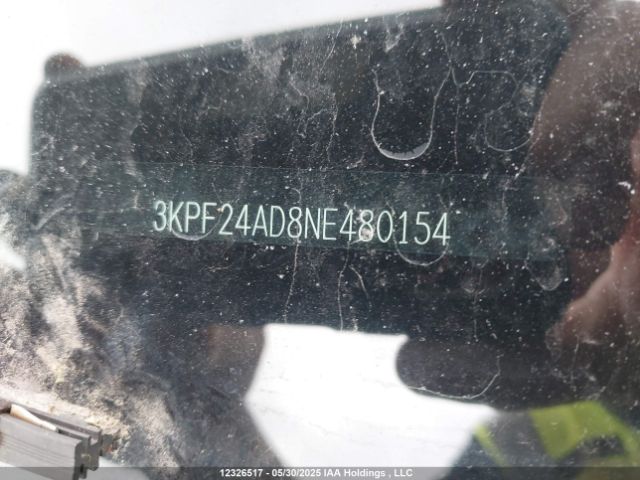 3KPF24AD8NE480154
12326517 - 05/30/2025 IAA Holdings , LLC